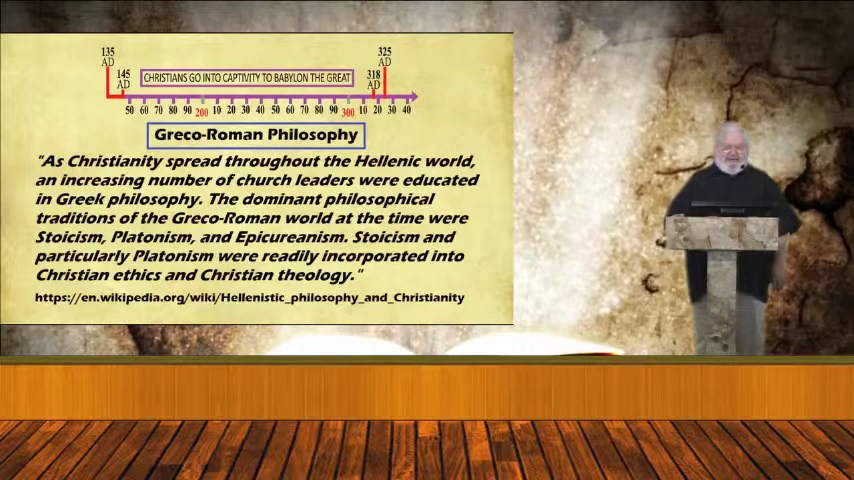 135
AD
325
AD
145
AD
318
AD
CHRISTIANS GO INTO CAPTIVITY TO BABYLON THE GREAT
50 60 70 80 90 200 10 20 30 40 50 60 70 80 90 300 10 20 30 40
Greco-Roman Philosophy
"As Christianity spread throughout the Hellenic world,
an increasing number of church leaders were educated
in Greek philosophy. The dominant philosophical
traditions of the Greco-Roman world at the time were
Stoicism, Platonism, and Epicureanism. Stoicism and
particularly Platonism were readily incorporated into
Christian ethics and Christian theology."
https://en.wikipedia.org/wiki/Hellenistic_philosophy_and_Christianity